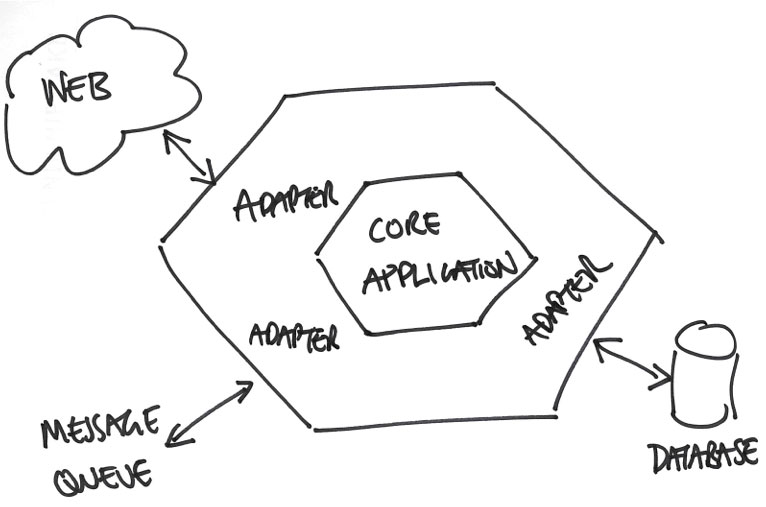 WEB
ADAPTER
CORE
APPLICATION
ADAPTER
ADAPTER
MESSAGE
QUEUE
DATABASE